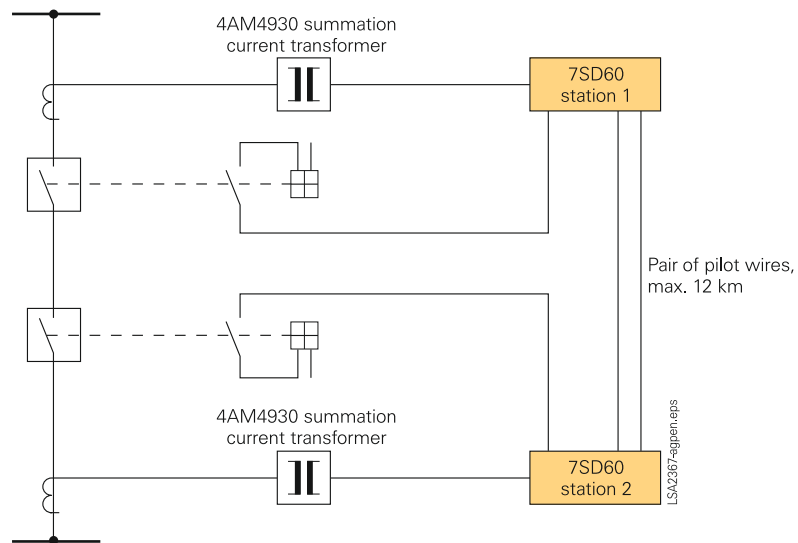 4AM4930 summation
current transformer
7SD60
station 1
Pair of pilot wires,
max. 12 km
4AM4930 summation
current transformer
7SD60
station 2
LSA2367-agpen.eps